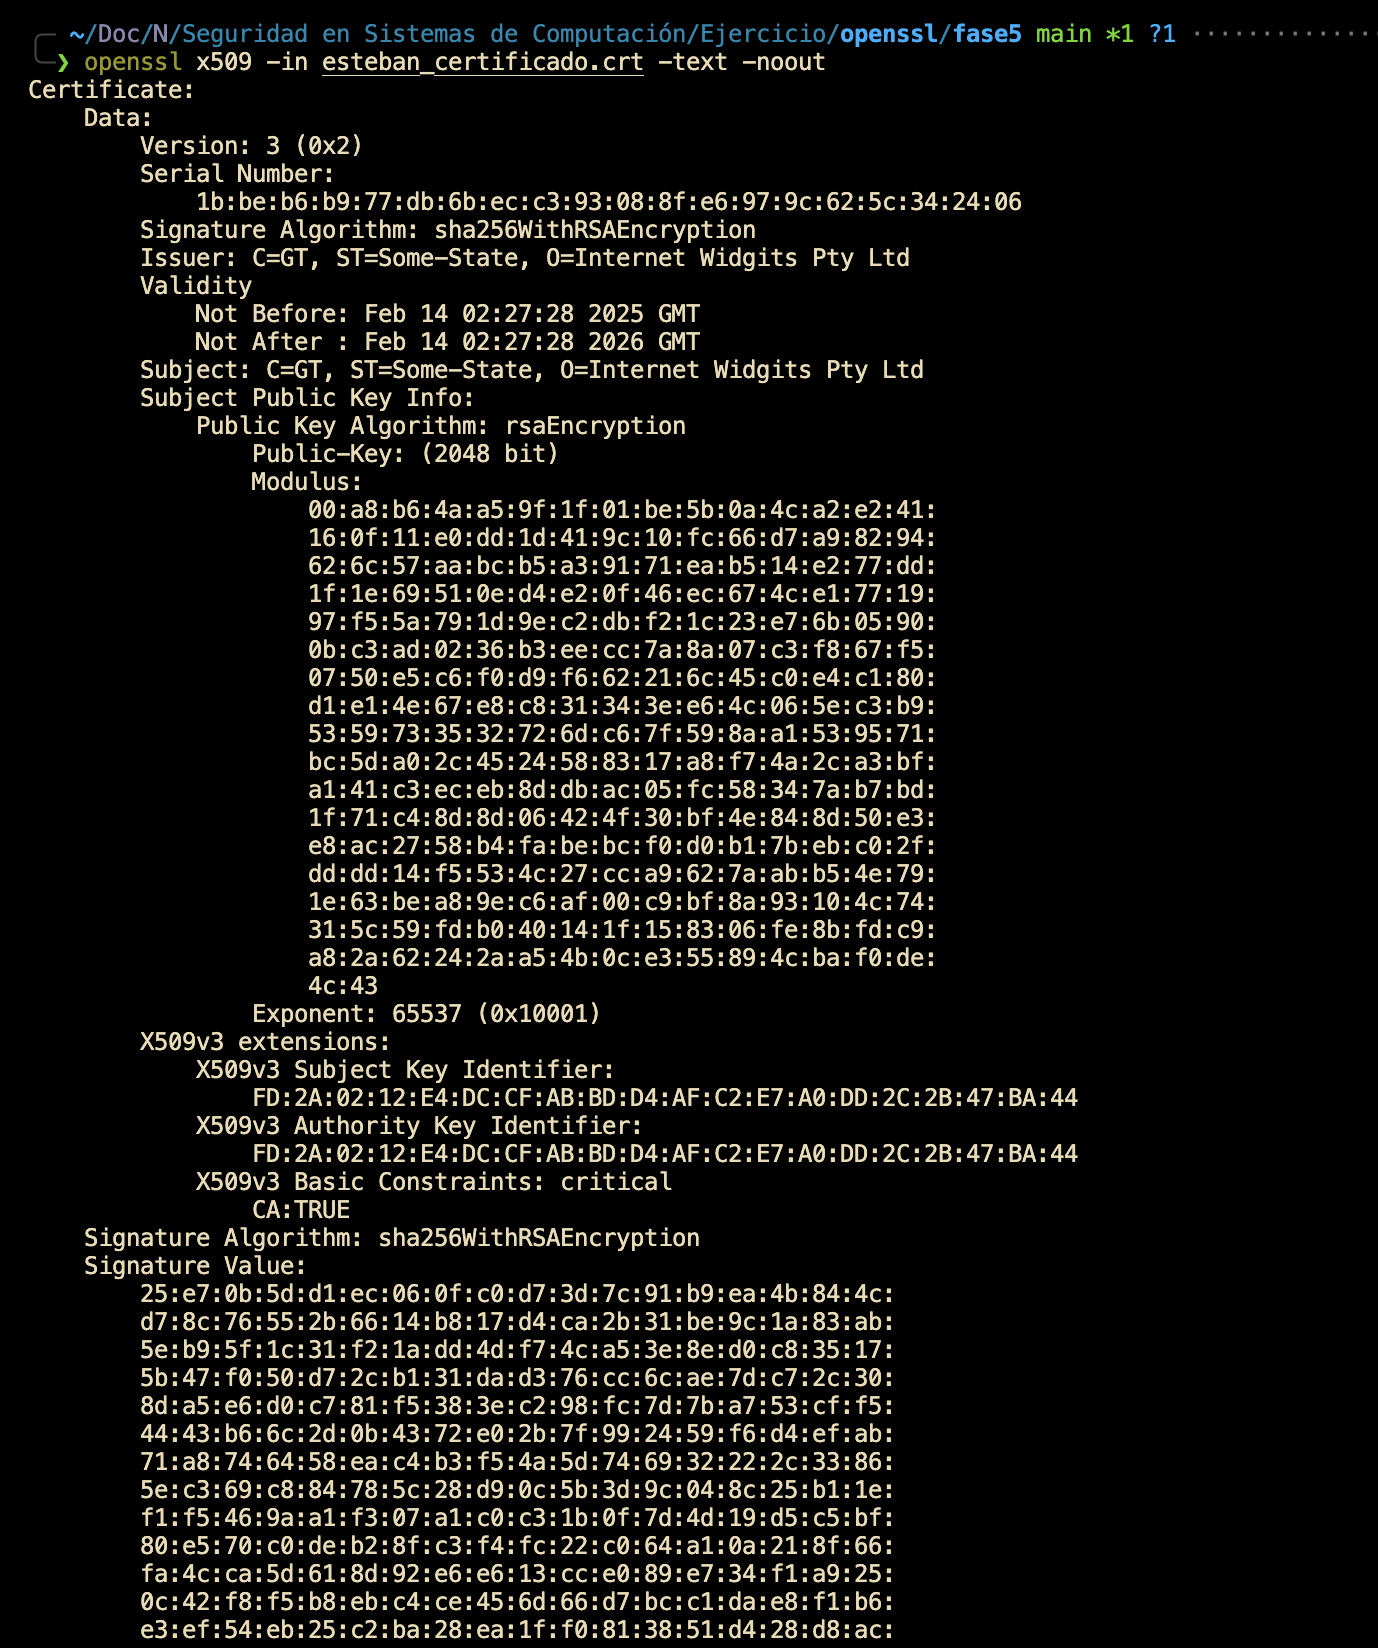 ~/Doc/N/Seguridad en Sistemas de Computación/Ejercicio/openssl/fase5 main *1 ?1 ··············
❯ openssl x509 -in esteban_certificado.crt -text -noout
Certificate:
    Data:
        Version: 3 (0x2)
        Serial Number:
            1b:be:b6:b9:77:db:6b:ec:c3:93:08:8f:e6:97:9c:62:5c:34:24:06
        Signature Algorithm: sha256WithRSAEncryption
        Issuer: C=GT, ST=Some-State, O=Internet Widgits Pty Ltd
        Validity
            Not Before: Feb 14 02:27:28 2025 GMT
            Not After : Feb 14 02:27:28 2026 GMT
        Subject: C=GT, ST=Some-State, O=Internet Widgits Pty Ltd
        Subject Public Key Info:
            Public Key Algorithm: rsaEncryption
                Public-Key: (2048 bit)
                Modulus:
                    00:a8:b6:4a:a5:9f:1f:01:be:5b:0a:4c:a2:e2:41:
                    16:0f:11:e0:dd:1d:41:9c:10:fc:66:d7:a9:82:94:
                    62:6c:57:aa:bc:b5:a3:91:71:ea:b5:14:e2:77:dd:
                    1f:1e:69:51:0e:d4:e2:0f:46:ec:67:4c:e1:77:19:
                    97:f5:5a:79:1d:9e:c2:db:f2:1c:23:e7:6b:05:90:
                    0b:c3:ad:02:36:b3:ee:cc:7a:8a:07:c3:f8:67:f5:
                    07:50:e5:c6:f0:d9:f6:62:21:6c:45:c0:e4:c1:80:
                    d1:e1:4e:67:e8:c8:31:34:3e:e6:4c:06:5e:c3:b9:
                    53:59:73:35:32:72:6d:c6:7f:59:8a:a1:53:95:71:
                    bc:5d:a0:2c:45:24:58:83:17:a8:f7:4a:2c:a3:bf:
                    a1:41:c3:ec:eb:8d:db:ac:05:fc:58:34:7a:b7:bd:
                    1f:71:c4:8d:8d:06:42:4f:30:bf:4e:84:8d:50:e3:
                    e8:ac:27:58:b4:fa:be:bc:f0:d0:b1:7b:eb:c0:2f:
                    dd:dd:14:f5:53:4c:27:cc:a9:62:7a:ab:b5:4e:79:
                    1e:63:be:a8:9e:c6:af:00:c9:bf:8a:93:10:4c:74:
                    31:5c:59:fd:b0:40:14:1f:15:83:06:fe:8b:fd:c9:
                    a8:2a:62:24:2a:a5:4b:0c:e3:55:89:4c:ba:f0:de:
                    4c:43
                Exponent: 65537 (0x10001)
        X509v3 extensions:
            X509v3 Subject Key Identifier:
                FD:2A:02:12:E4:DC:CF:AB:BD:D4:AF:C2:E7:A0:DD:2C:2B:47:BA:44
            X509v3 Authority Key Identifier:
                FD:2A:02:12:E4:DC:CF:AB:BD:D4:AF:C2:E7:A0:DD:2C:2B:47:BA:44
            X509v3 Basic Constraints: critical
                CA:TRUE
    Signature Algorithm: sha256WithRSAEncryption
    Signature Value:
        25:e7:0b:5d:d1:ec:06:0f:c0:d7:3d:7c:91:b9:ea:4b:84:4c:
        d7:8c:76:55:2b:66:14:b8:17:d4:ca:2b:31:be:9c:1a:83:ab:
        5e:b9:5f:1c:31:f2:1a:dd:4d:f7:4c:a5:3e:8e:d0:c8:35:17:
        5b:47:f0:50:d7:2c:b1:31:da:d3:76:cc:6c:ae:7d:c7:2c:30:
        8d:a5:e6:d0:c7:81:f5:38:3e:c2:98:fc:7d:7b:a7:53:cf:f5:
        44:43:b6:6c:2d:0b:43:72:e0:2b:7f:99:24:59:f6:d4:ef:ab:
        71:a8:74:64:58:ea:c4:b3:f5:4a:5d:74:69:32:22:2c:33:86:
        5e:c3:69:c8:84:78:5c:28:d9:0c:5b:3d:9c:04:8c:25:b1:1e:
        f1:f5:46:9a:a1:f3:07:a1:c0:c3:1b:0f:7d:4d:19:d5:c5:bf:
        80:e5:70:c0:de:b2:8f:c3:f4:fc:22:c0:64:a1:0a:21:8f:66:
        fa:4c:ca:5d:61:8d:92:e6:e6:13:cc:e0:89:e7:34:f1:a9:25:
        0c:42:f8:f5:b8:eb:c4:ce:45:6d:66:d7:bc:c1:da:e8:f1:b6:
        e3:ef:54:eb:25:c2:ba:28:ea:1f:f0:81:38:51:d4:28:d8:ac: